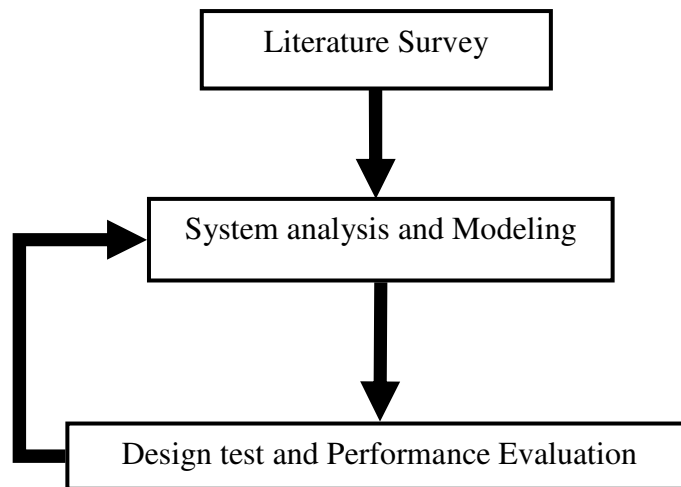 Literature Survey
System analysis and Modeling
Design test and Performance Evaluation